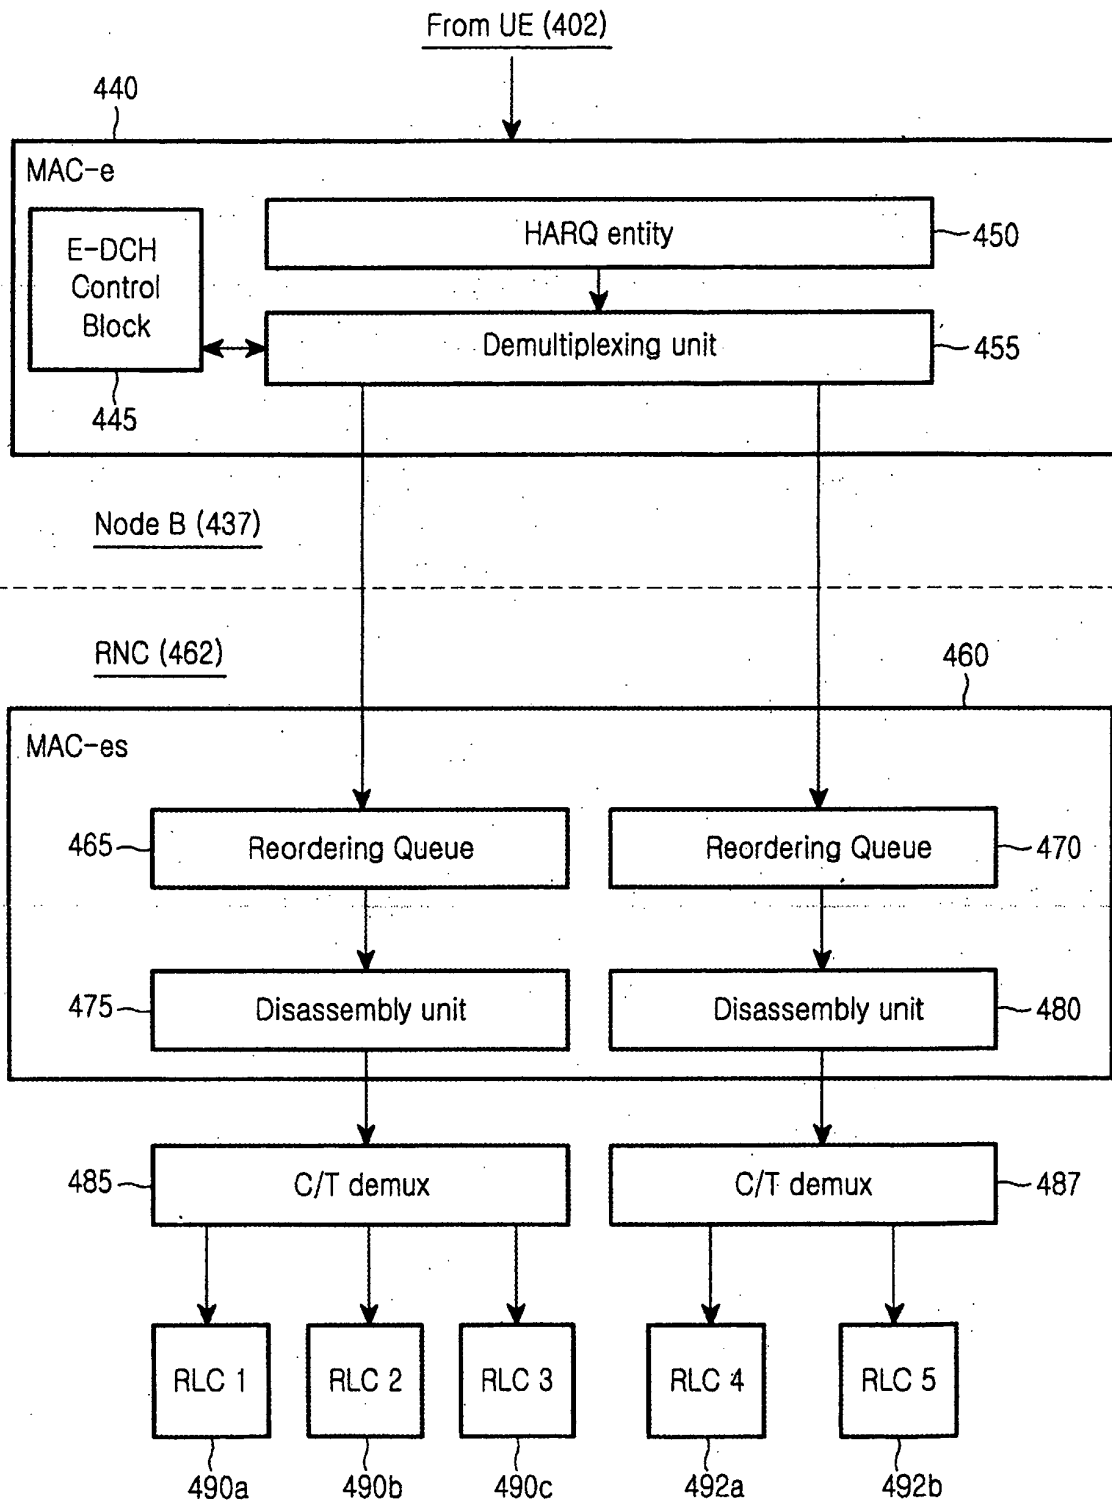 From UE (402)
440
MAC-e
HARQ entity
450
E-DCH
Control
Block
Demultiplexing unit
455
445
Node B (437)
RNC (462)
460
MAC-es
465
Reordering Queue
Reordering Queue
470
475
Disassembly unit
Disassembly unit
480
485
C/T demux
C/T demux
487
RLC 1
RLC 2
RLC 3
RLC 4
RLC 5
490a
490b
490c
492a
492b